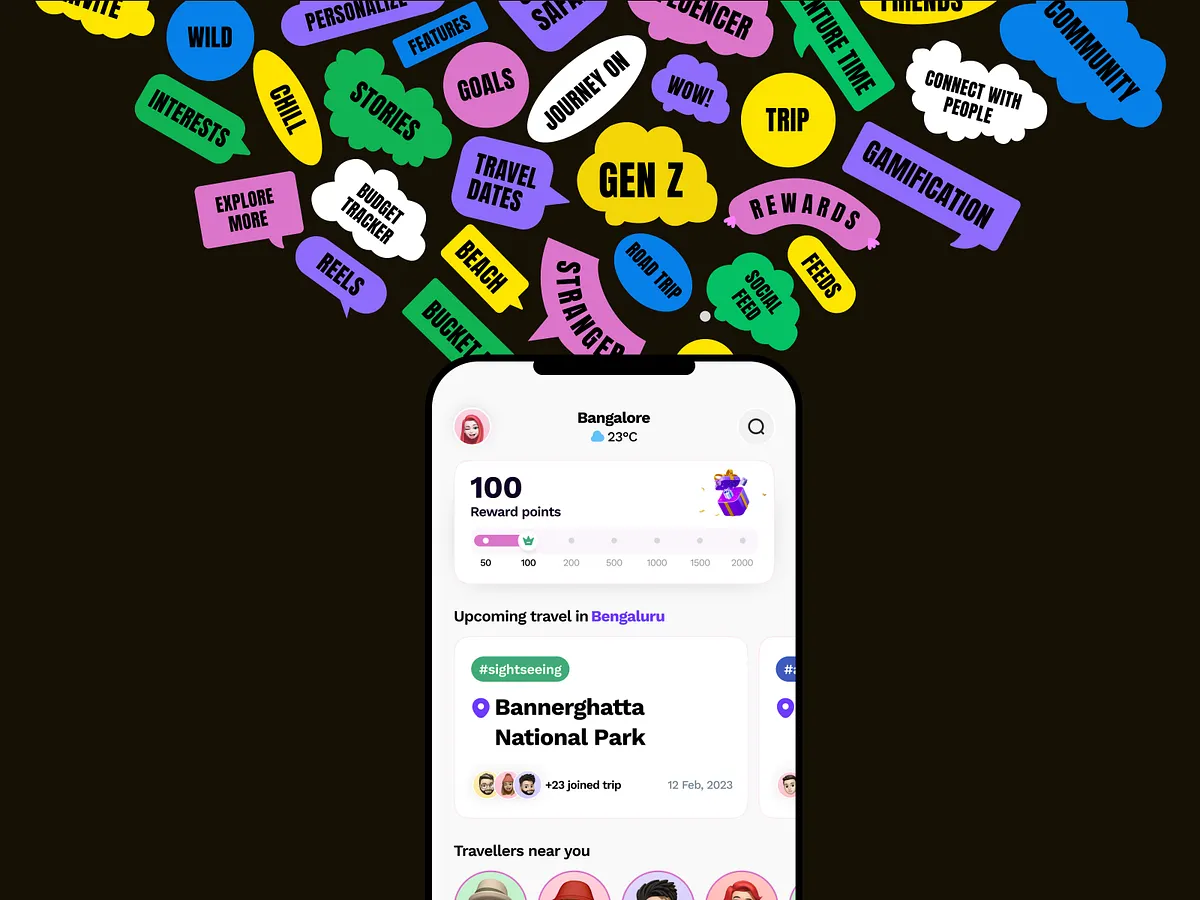 PERSONALIZE
FRIENDS
WILD
FEATURES
COMMUNITY
GOALS
JOURNEY ON
WOW!
TRIP
CONNECT WITH
PEOPLE
INTERESTS
CHILL
STORIES
TRAVEL
DATES
GEN Z
GAMIFICATION
EXPLORE
MORE
BUDGET
TRACKER
REWARDS
REELS
BEACH
ROAD TRIP
SOCIAL
FEED
FEEDS
BUCKET
STRANGER
Bangalore
23°C
100
Reward points
50 100 200 500 1000 1500 2000
Upcoming travel in Bengaluru
#sightseeing
#a
Bannerghatta
National Park
+23 joined trip 12 Feb, 2023
Travellers near you